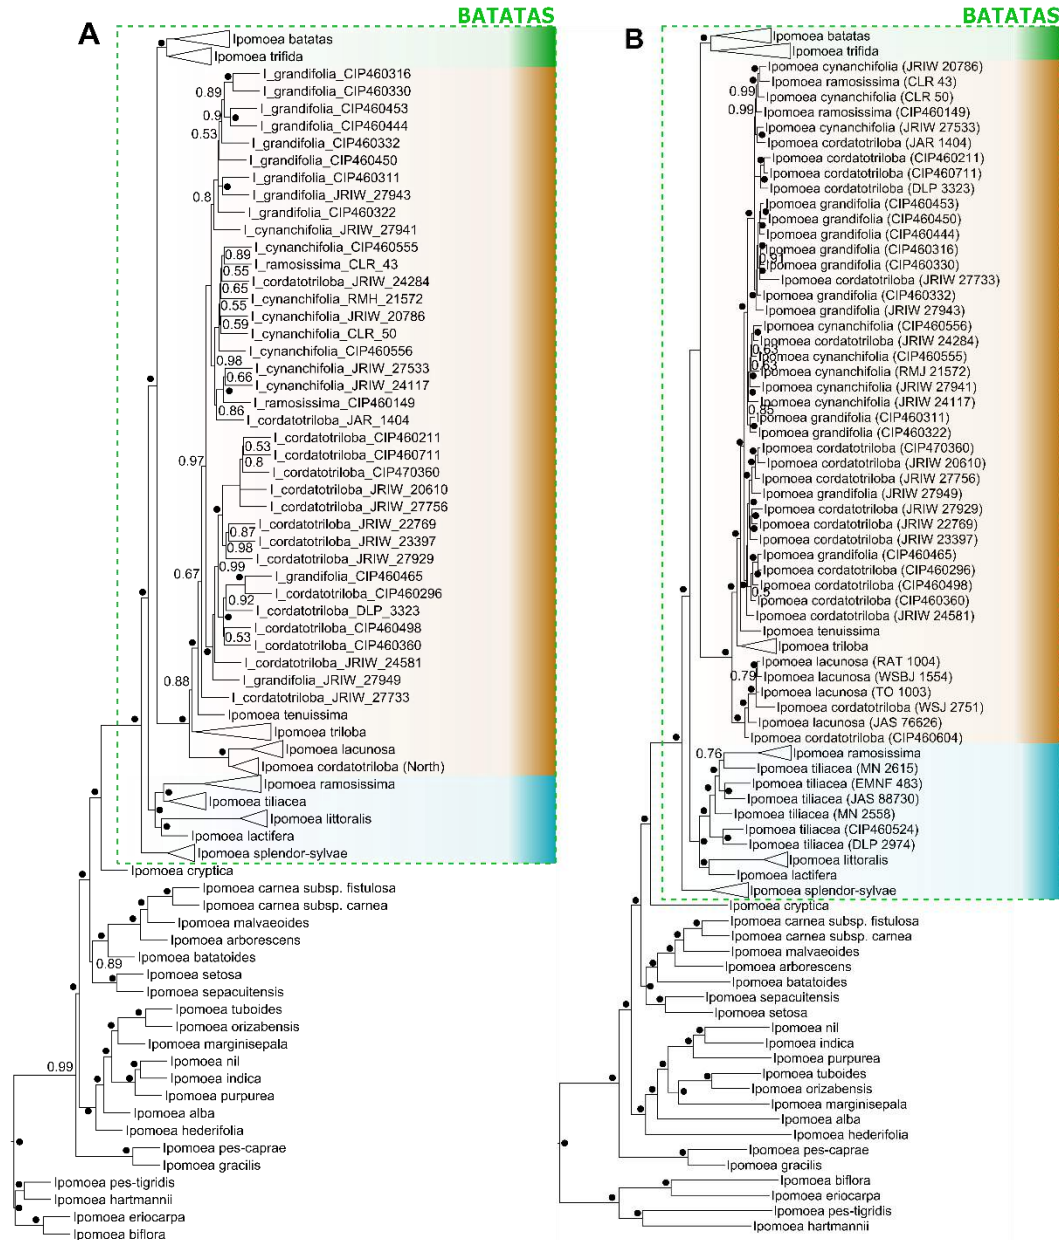 BATATAS
A
Ipomoea batatas
Ipomoea trifida
I_grandifolia_CIP460316
0.89
I_grandifolia_CIP460330
I_grandifolia_CIP460453
0.9
I_grandifolia_CIP460444
0.53
I_grandifolia_CIP460332
I_grandifolia_CIP460450
I_grandifolia_CIP460311
0.8
I_grandifolia_JRIW_27943
I_grandifolia_CIP460322
I_cynanchifolia_JRIW_27941
I_cynanchifolia_CIP460555
0.89
I_ramosissima_CLR_43
0.55
I_cordatotriloba_JRIW_24284
0.65
I_cynanchifolia_RMH_21572
0.55
I_cynanchifolia_JRIW_20786
0.59
I_cynanchifolia_CLR_50
I_cynanchifolia_CIP460556
0.98
I_cynanchifolia_JRIW_27533
0.66
I_cynanchifolia_JRIW_24117
I_ramosissima_CIP460149
0.86
I_cordatotriloba_JAR_1404
I_cordatotriloba_CIP460211
0.53
I_cordatotriloba_CIP460711
0.8
0.97
I_cordatotriloba_CIP470360
I_cordatotriloba_JRIW_20610
I_cordatotriloba_JRIW_27756
I_cordatotriloba_JRIW_22769
0.87
I_cordatotriloba_JRIW_23397
0.98
I_cordatotriloba_JRIW_27929
0.99
0.67
I_grandifolia_CIP460465
I_cordatotriloba_CIP460296
0.92
I_cordatotriloba_DLP_3323
I_cordatotriloba_CIP460498
0.53
I_cordatotriloba_CIP460360
I_cordatotriloba_JRIW_24581
0.88
I_grandifolia_JRIW_27949
I_cordatotriloba_JRIW_27733
Ipomoea tenuissima
Ipomoea triloba
Ipomoea lacunosa
Ipomoea cordatotriloba (North)
Ipomoea ramosissima
Ipomoea tiliacea
Ipomoea littoralis
Ipomoea lactifera
Ipomoea splendor-sylvae
Ipomoea cryptica
Ipomoea carnea subsp. fistulosa
Ipomoea carnea subsp. carnea
Ipomoea malvaeoides
Ipomoea arborescens
Ipomoea batatoides
0.89
Ipomoea setosa
Ipomoea sepacuitensis
Ipomoea tuboides
Ipomoea orizabensis
Ipomoea marginisepala
Ipomoea nil
0.99
Ipomoea indica
Ipomoea purpurea
Ipomoea alba
Ipomoea hederifolia
Ipomoea pes-caprae
Ipomoea gracilis
Ipomoea pes-tigridis
Ipomoea hartmannii
Ipomoea eriocarpa
Ipomoea biflora
BATATAS
B
Ipomoea batatas
Ipomoea trifida
Ipomoea cynanchifolia (JRIW 20786)
Ipomoea ramosissima (CLR 43)
0.99
Ipomoea cynanchifolia (CLR 50)
0.99
Ipomoea ramosissima (CIP460149)
Ipomoea cynanchifolia (JRIW 27533)
Ipomoea cordatotriloba (JAR 1404)
Ipomoea cordatotriloba (CIP460211)
Ipomoea cordatotriloba (CIP460711)
Ipomoea cordatotriloba (DLP 3323)
Ipomoea grandifolia (CIP460453)
Ipomoea grandifolia (CIP460450)
Ipomoea grandifolia (CIP460444)
Ipomoea grandifolia (CIP460316)
0.91
Ipomoea grandifolia (CIP460330)
Ipomoea cordatotriloba (JRIW 27733)
Ipomoea grandifolia (CIP460332)
Ipomoea grandifolia (JRIW 27943)
Ipomoea cynanchifolia (CIP460556)
Ipomoea cordatotriloba (JRIW 24284)
0.63
Ipomoea cynanchifolia (CIP460555)
0.63
Ipomoea cynanchifolia (RMJ 21572)
Ipomoea cynanchifolia (JRIW 27941)
Ipomoea cynanchifolia (JRIW 24117)
0.85
Ipomoea grandifolia (CIP460311)
Ipomoea grandifolia (CIP460322)
Ipomoea cordatotriloba (CIP470360)
Ipomoea cordatotriloba (JRIW 20610)
Ipomoea cordatotriloba (JRIW 27756)
Ipomoea grandifolia (JRIW 27949)
Ipomoea cordatotriloba (JRIW 27929)
Ipomoea cordatotriloba (JRIW 22769)
Ipomoea cordatotriloba (JRIW 23397)
Ipomoea grandifolia (CIP460465)
Ipomoea cordatotriloba (CIP460296)
Ipomoea cordatotriloba (CIP460498)
0.5
Ipomoea cordatotriloba (CIP460360)
Ipomoea cordatotriloba (JRIW 24581)
Ipomoea tenuissima
Ipomoea triloba
Ipomoea lacunosa (RAT 1004)
0.79
Ipomoea lacunosa (WSBJ 1554)
Ipomoea lacunosa (TO 1003)
Ipomoea cordatotriloba (WSJ 2751)
Ipomoea lacunosa (JAS 76626)
Ipomoea cordatotriloba (CIP460604)
0.76
Ipomoea ramosissima
Ipomoea tiliacea (MN 2615)
Ipomoea tiliacea (EMNF 483)
Ipomoea tiliacea (JAS 88730)
Ipomoea tiliacea (MN 2558)
Ipomoea tiliacea (CIP460524)
Ipomoea tiliacea (DLP 2974)
Ipomoea littoralis
Ipomoea lactifera
Ipomoea splendor-sylvae
Ipomoea cryptica
Ipomoea carnea subsp. fistulosa
Ipomoea carnea subsp. carnea
Ipomoea malvaeoides
Ipomoea arborescens
Ipomoea batatoides
Ipomoea sepacuitensis
Ipomoea setosa
Ipomoea nil
Ipomoea indica
Ipomoea purpurea
Ipomoea tuboides
Ipomoea orizabensis
Ipomoea marginisepala
Ipomoea alba
Ipomoea hederifolia
Ipomoea pes-caprae
Ipomoea gracilis
Ipomoea biflora
Ipomoea eriocarpa
Ipomoea pes-tigridis
Ipomoea hartmannii